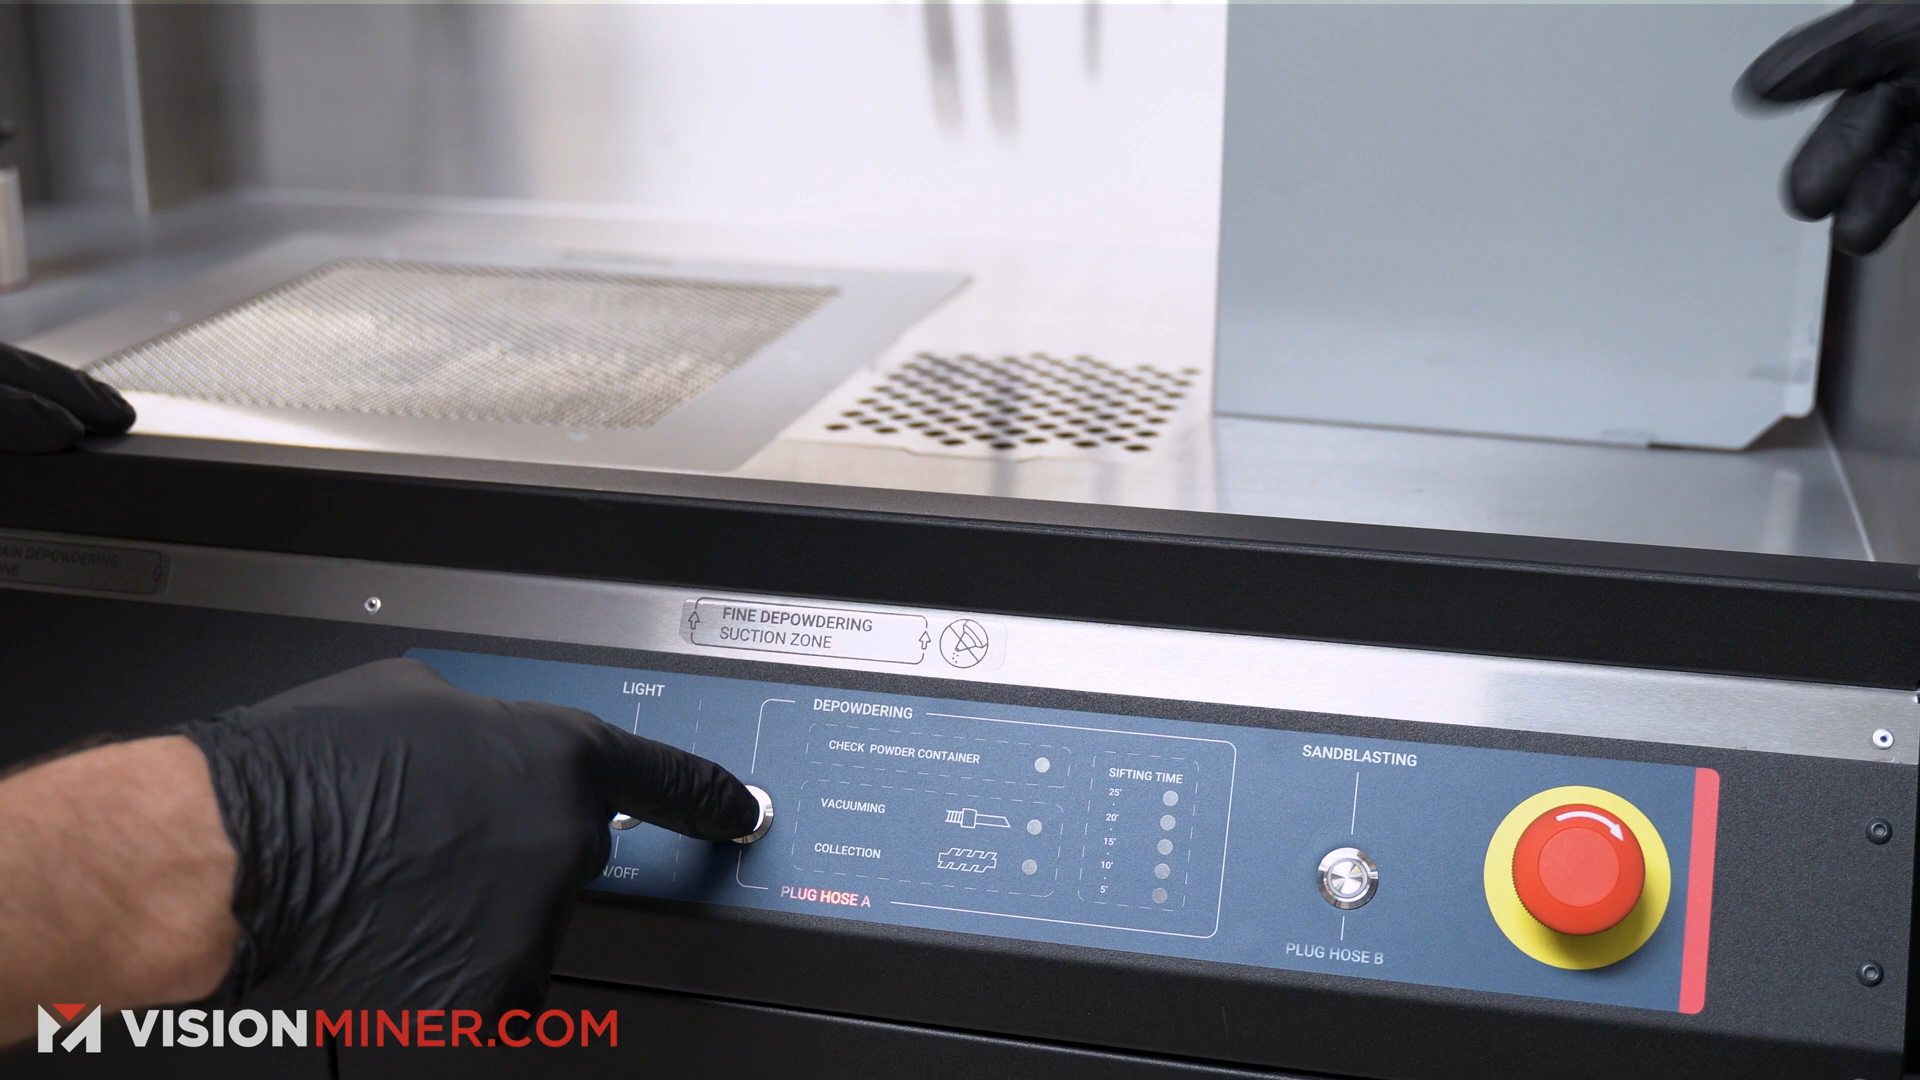 DEPOWDERING
FINE DEPOWDERING
SUCTION ZONE
LIGHT
DEPOWDERING
CHECK POWDER CONTAINER
VACUUMING
COLLECTION
SIFTING TIME
25'
20'
15'
10'
5'
PLUG HOSE A
SANDBLASTING
PLUG HOSE B
VISIONMINER.COM